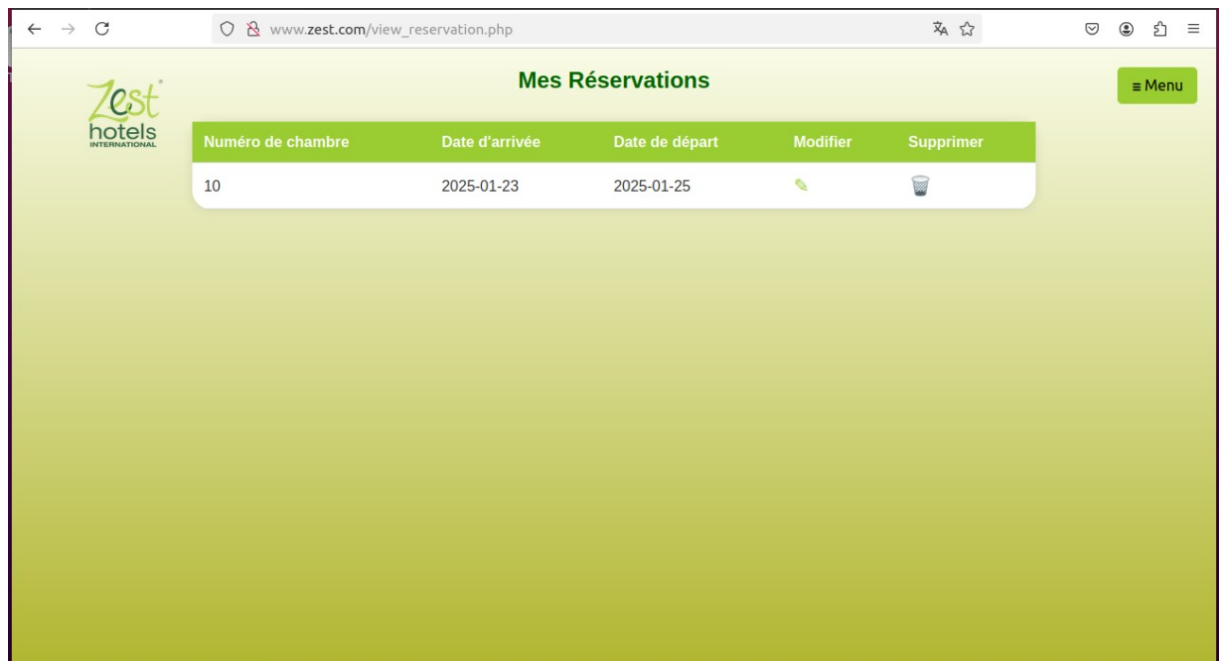 www.zest.com/view_reservation.php
Zest®
hotels
INTERNATIONAL
Mes Réservations
≡ Menu
Numéro de chambre Date d'arrivée Date de départ Modifier Supprimer
10 2025-01-23 2025-01-25